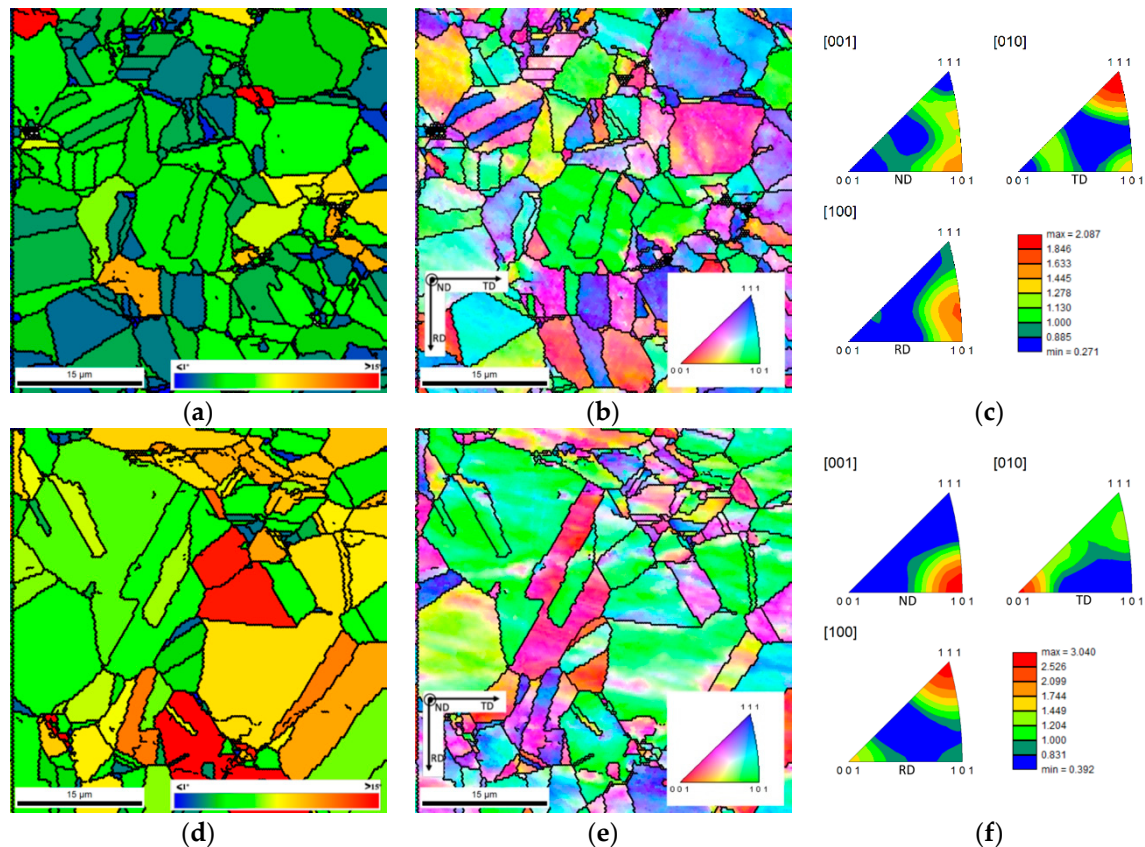 [001]
[010]
1 1 1
1 1 1
0 0 1 ND 1 0 1
0 0 1 TD 1 0 1
[100]
1 1 1
0 0 1 RD 1 0 1
max = 2.087
1.846
1.633
1.445
1.278
1.130
1.000
0.885
min = 0.271
ND
TD
RD
1 1 1
0 0 1
1 0 1
15 µm
⩽1°
⩾15°
15 µm
(a)
(b)
(c)
[001]
[010]
1 1 1
1 1 1
0 0 1 ND 1 0 1
0 0 1 TD 1 0 1
[100]
1 1 1
0 0 1 RD 1 0 1
max = 3.040
2.526
2.099
1.744
1.449
1.204
1.000
0.831
min = 0.392
ND
TD
RD
1 1 1
0 0 1
1 0 1
15 µm
⩽1°
⩾15°
15 µm
(d)
(e)
(f)